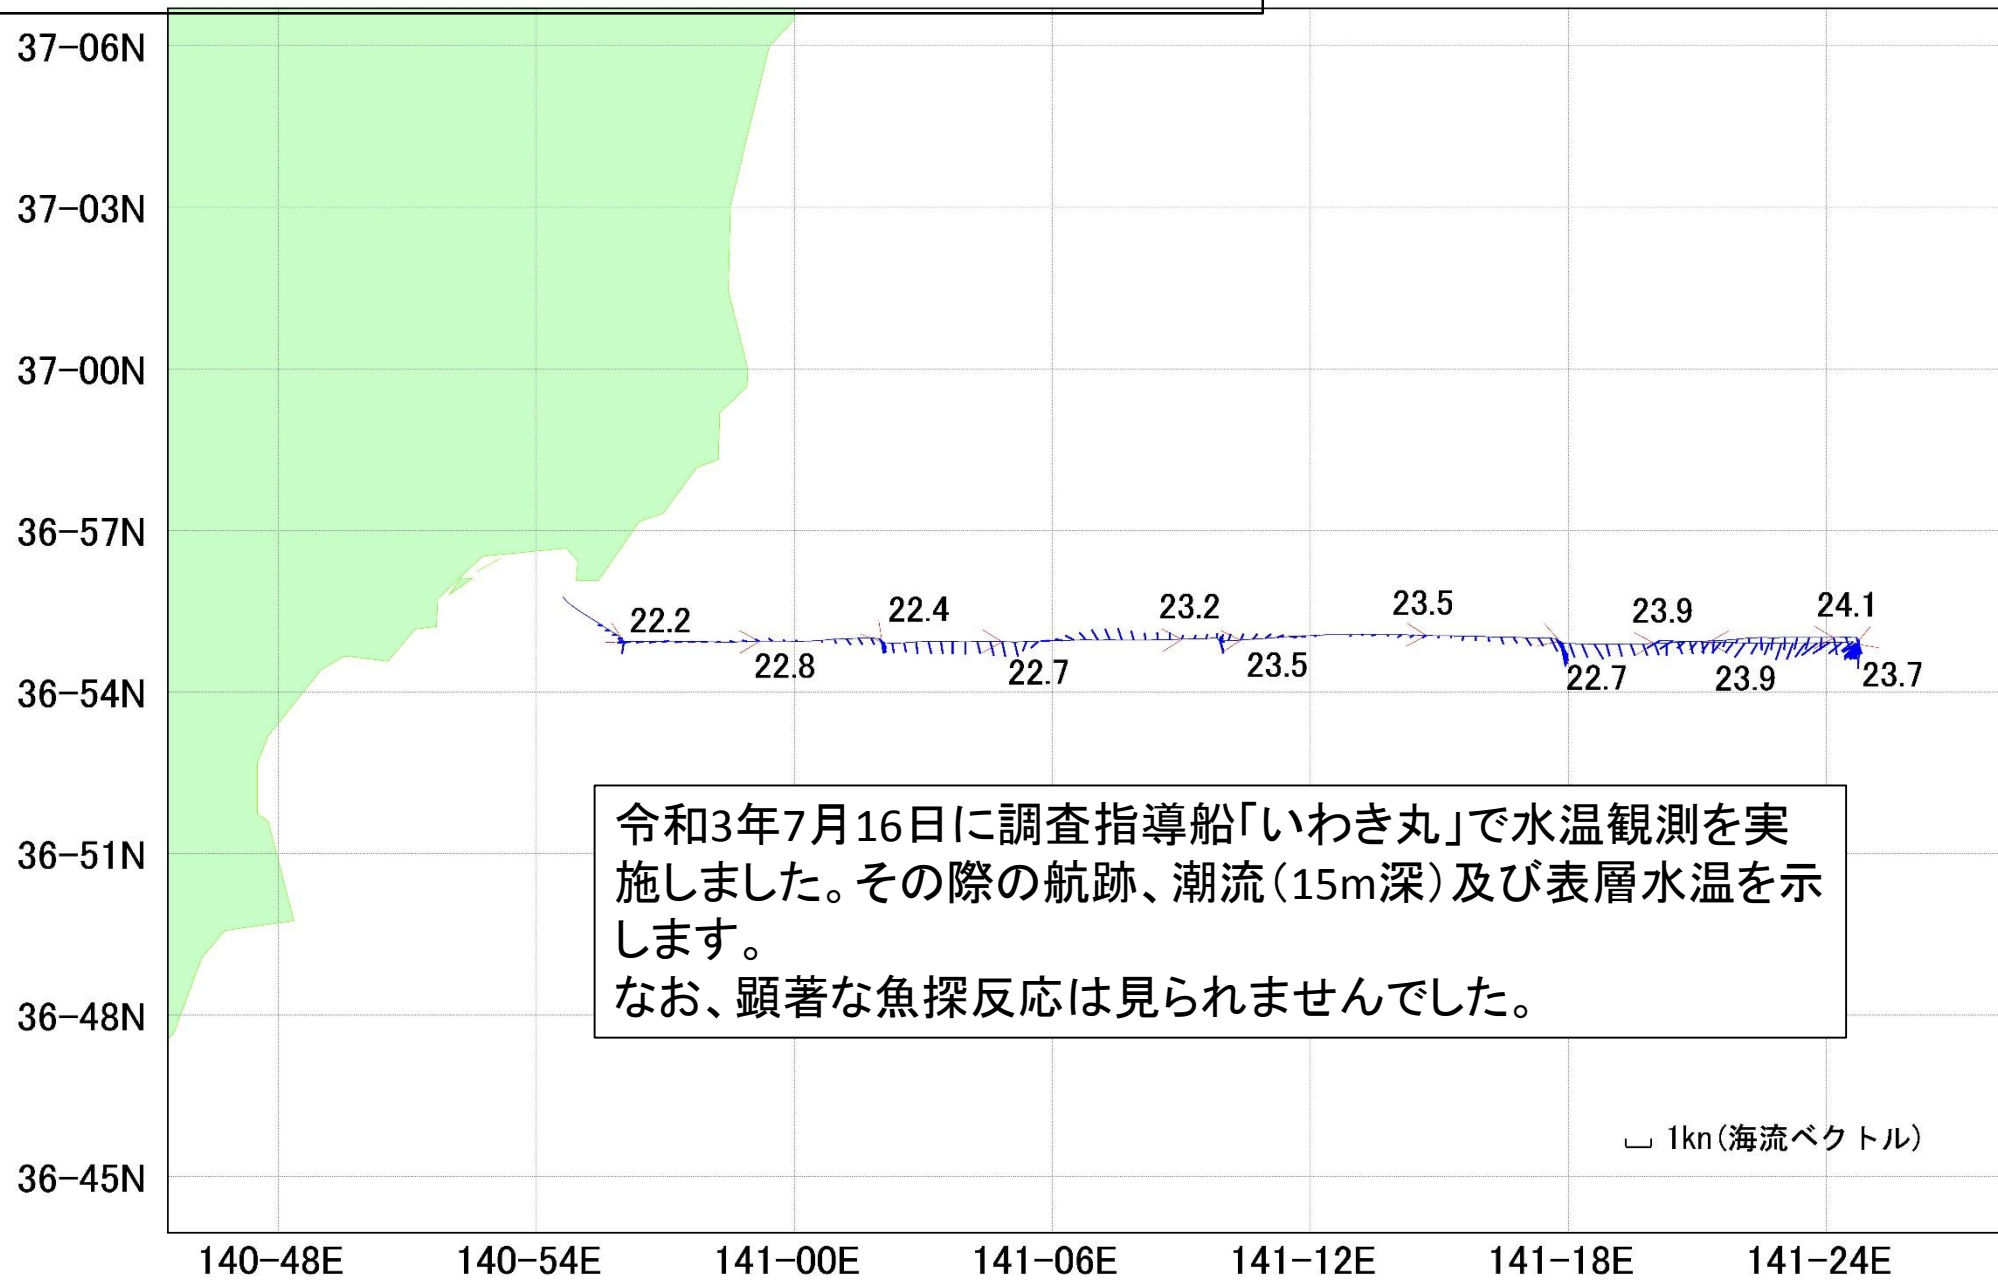 37-06N
37-03N
37-00N
36-57N
36-54N
36-51N
36-48N
36-45N
22.2
22.4
23.2
23.5
23.9
24.1
22.8
22.7
23.5
22.7
23.9
23.7
令和3年7月16日に調査指導船「いわき丸」で水温観測を実
施しました。その際の航跡、潮流(15m深)及び表層水温を示
します。
なお、顕著な魚探反応は見られませんでした。
1kn(海流ベクトル)
140-48E 140-54E 141-00E 141-06E 141-12E 141-18E 141-24E